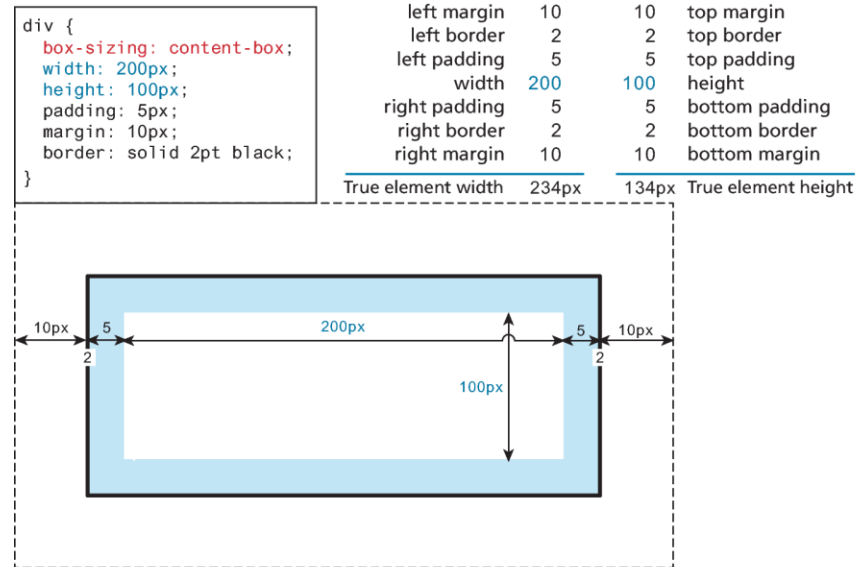 div {
  box-sizing: content-box;
  width: 200px;
  height: 100px;
  padding: 5px;
  margin: 10px;
  border: solid 2pt black;
}
left margin 10 10 top margin
left border 2 2 top border
left padding 5 5 top padding
width 200 100 height
right padding 5 5 bottom padding
right border 2 2 bottom border
right margin 10 10 bottom margin
True element width 234px 134px True element height
10px 5 200px 5 10px
2 2
100px